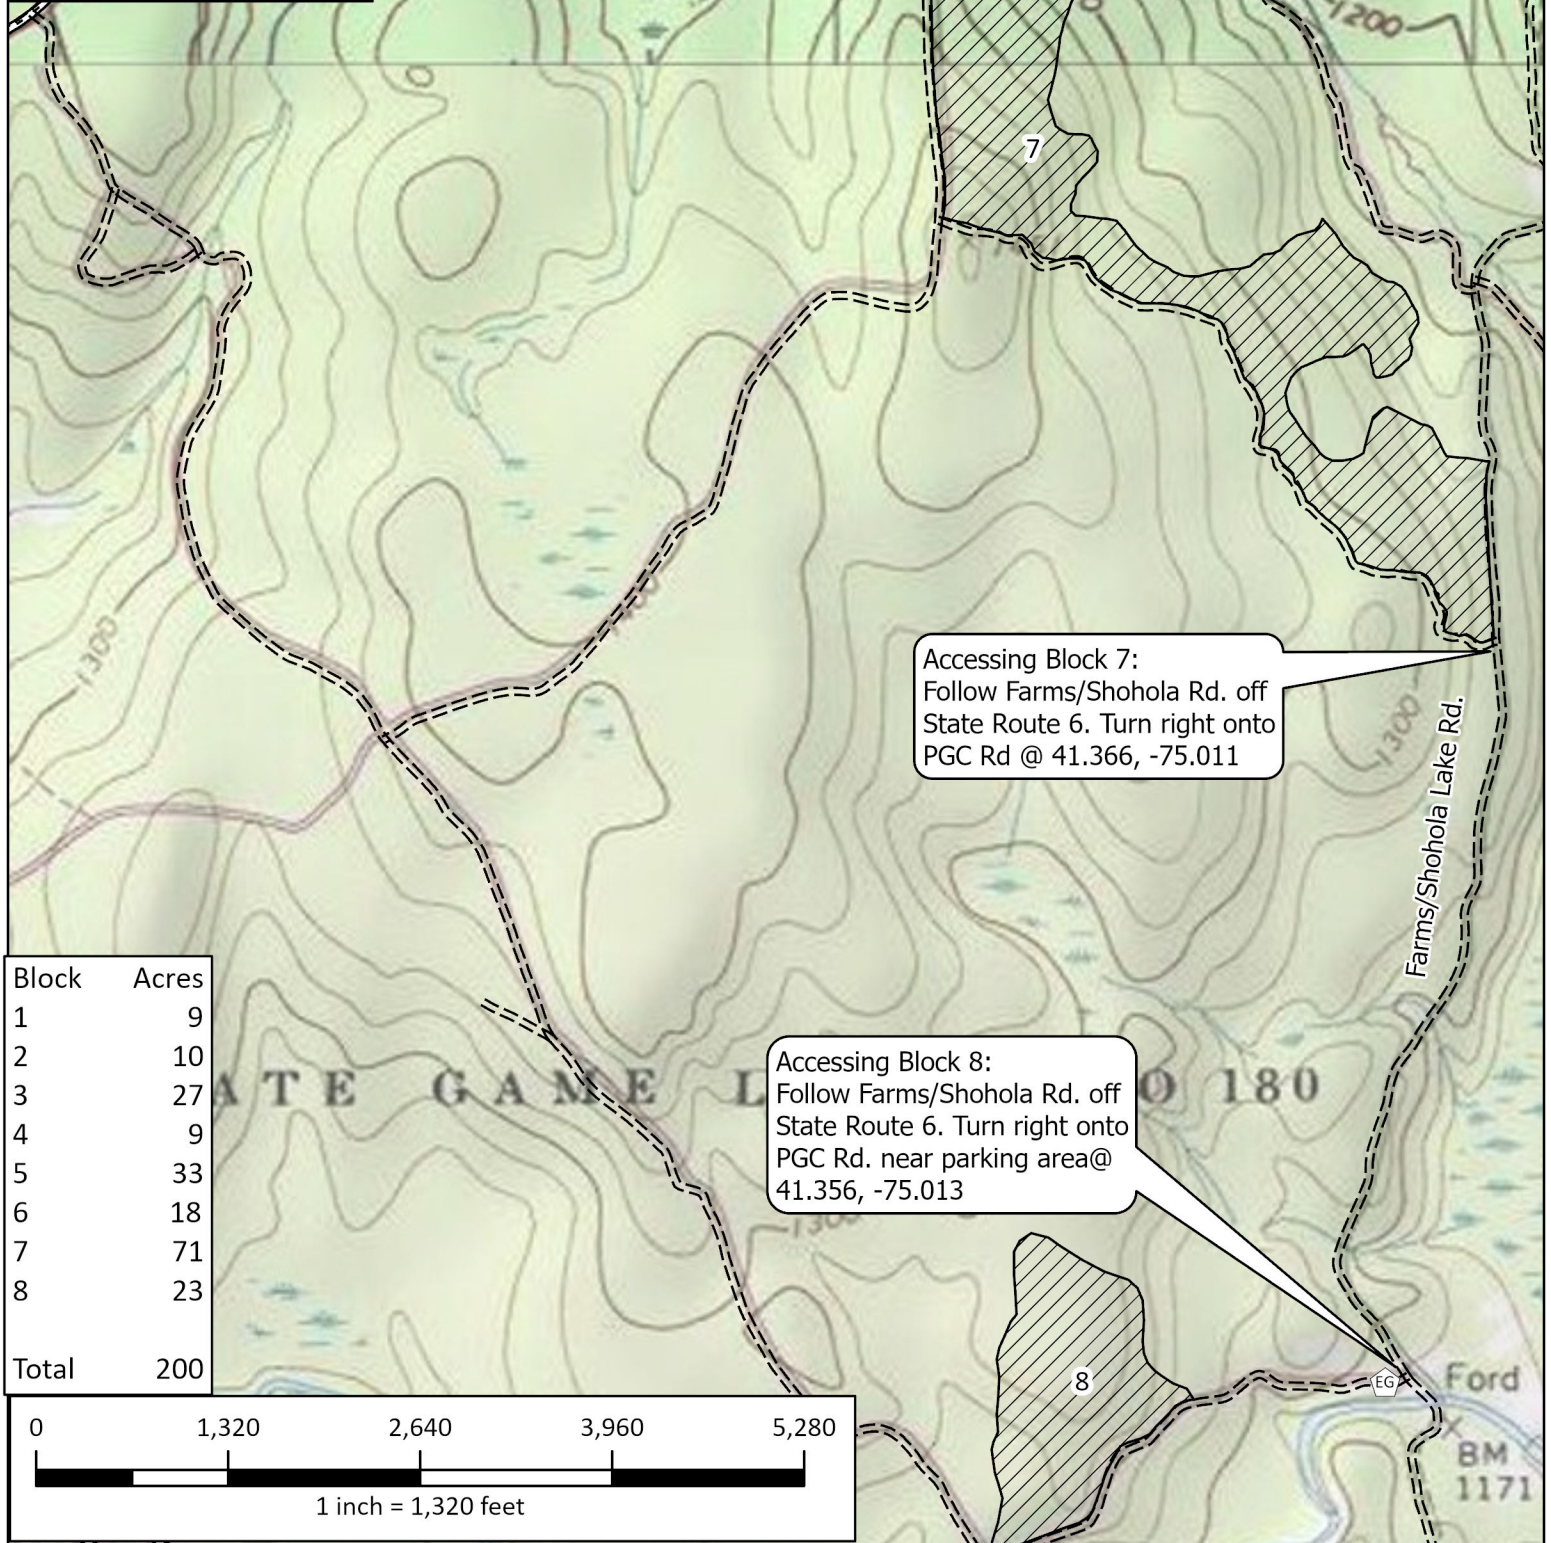 1200
7
1300
Accessing Block 7:
Follow Farms/Shohola Rd. off
State Route 6. Turn right onto
PGC Rd @ 41.366, -75.011
1300
Farms/Shohola Lake Rd.
Block Acres
1 9
2 10
3 27
4 9
5 33
6 18
7 71
8 23
Total 200
ATE GAME L O 180
Accessing Block 8:
Follow Farms/Shohola Rd. off
State Route 6. Turn right onto
PGC Rd. near parking area@
41.356, -75.013
1300
8
EG
Ford
BM
1171
0 1,320 2,640 3,960 5,280
1 inch = 1,320 feet